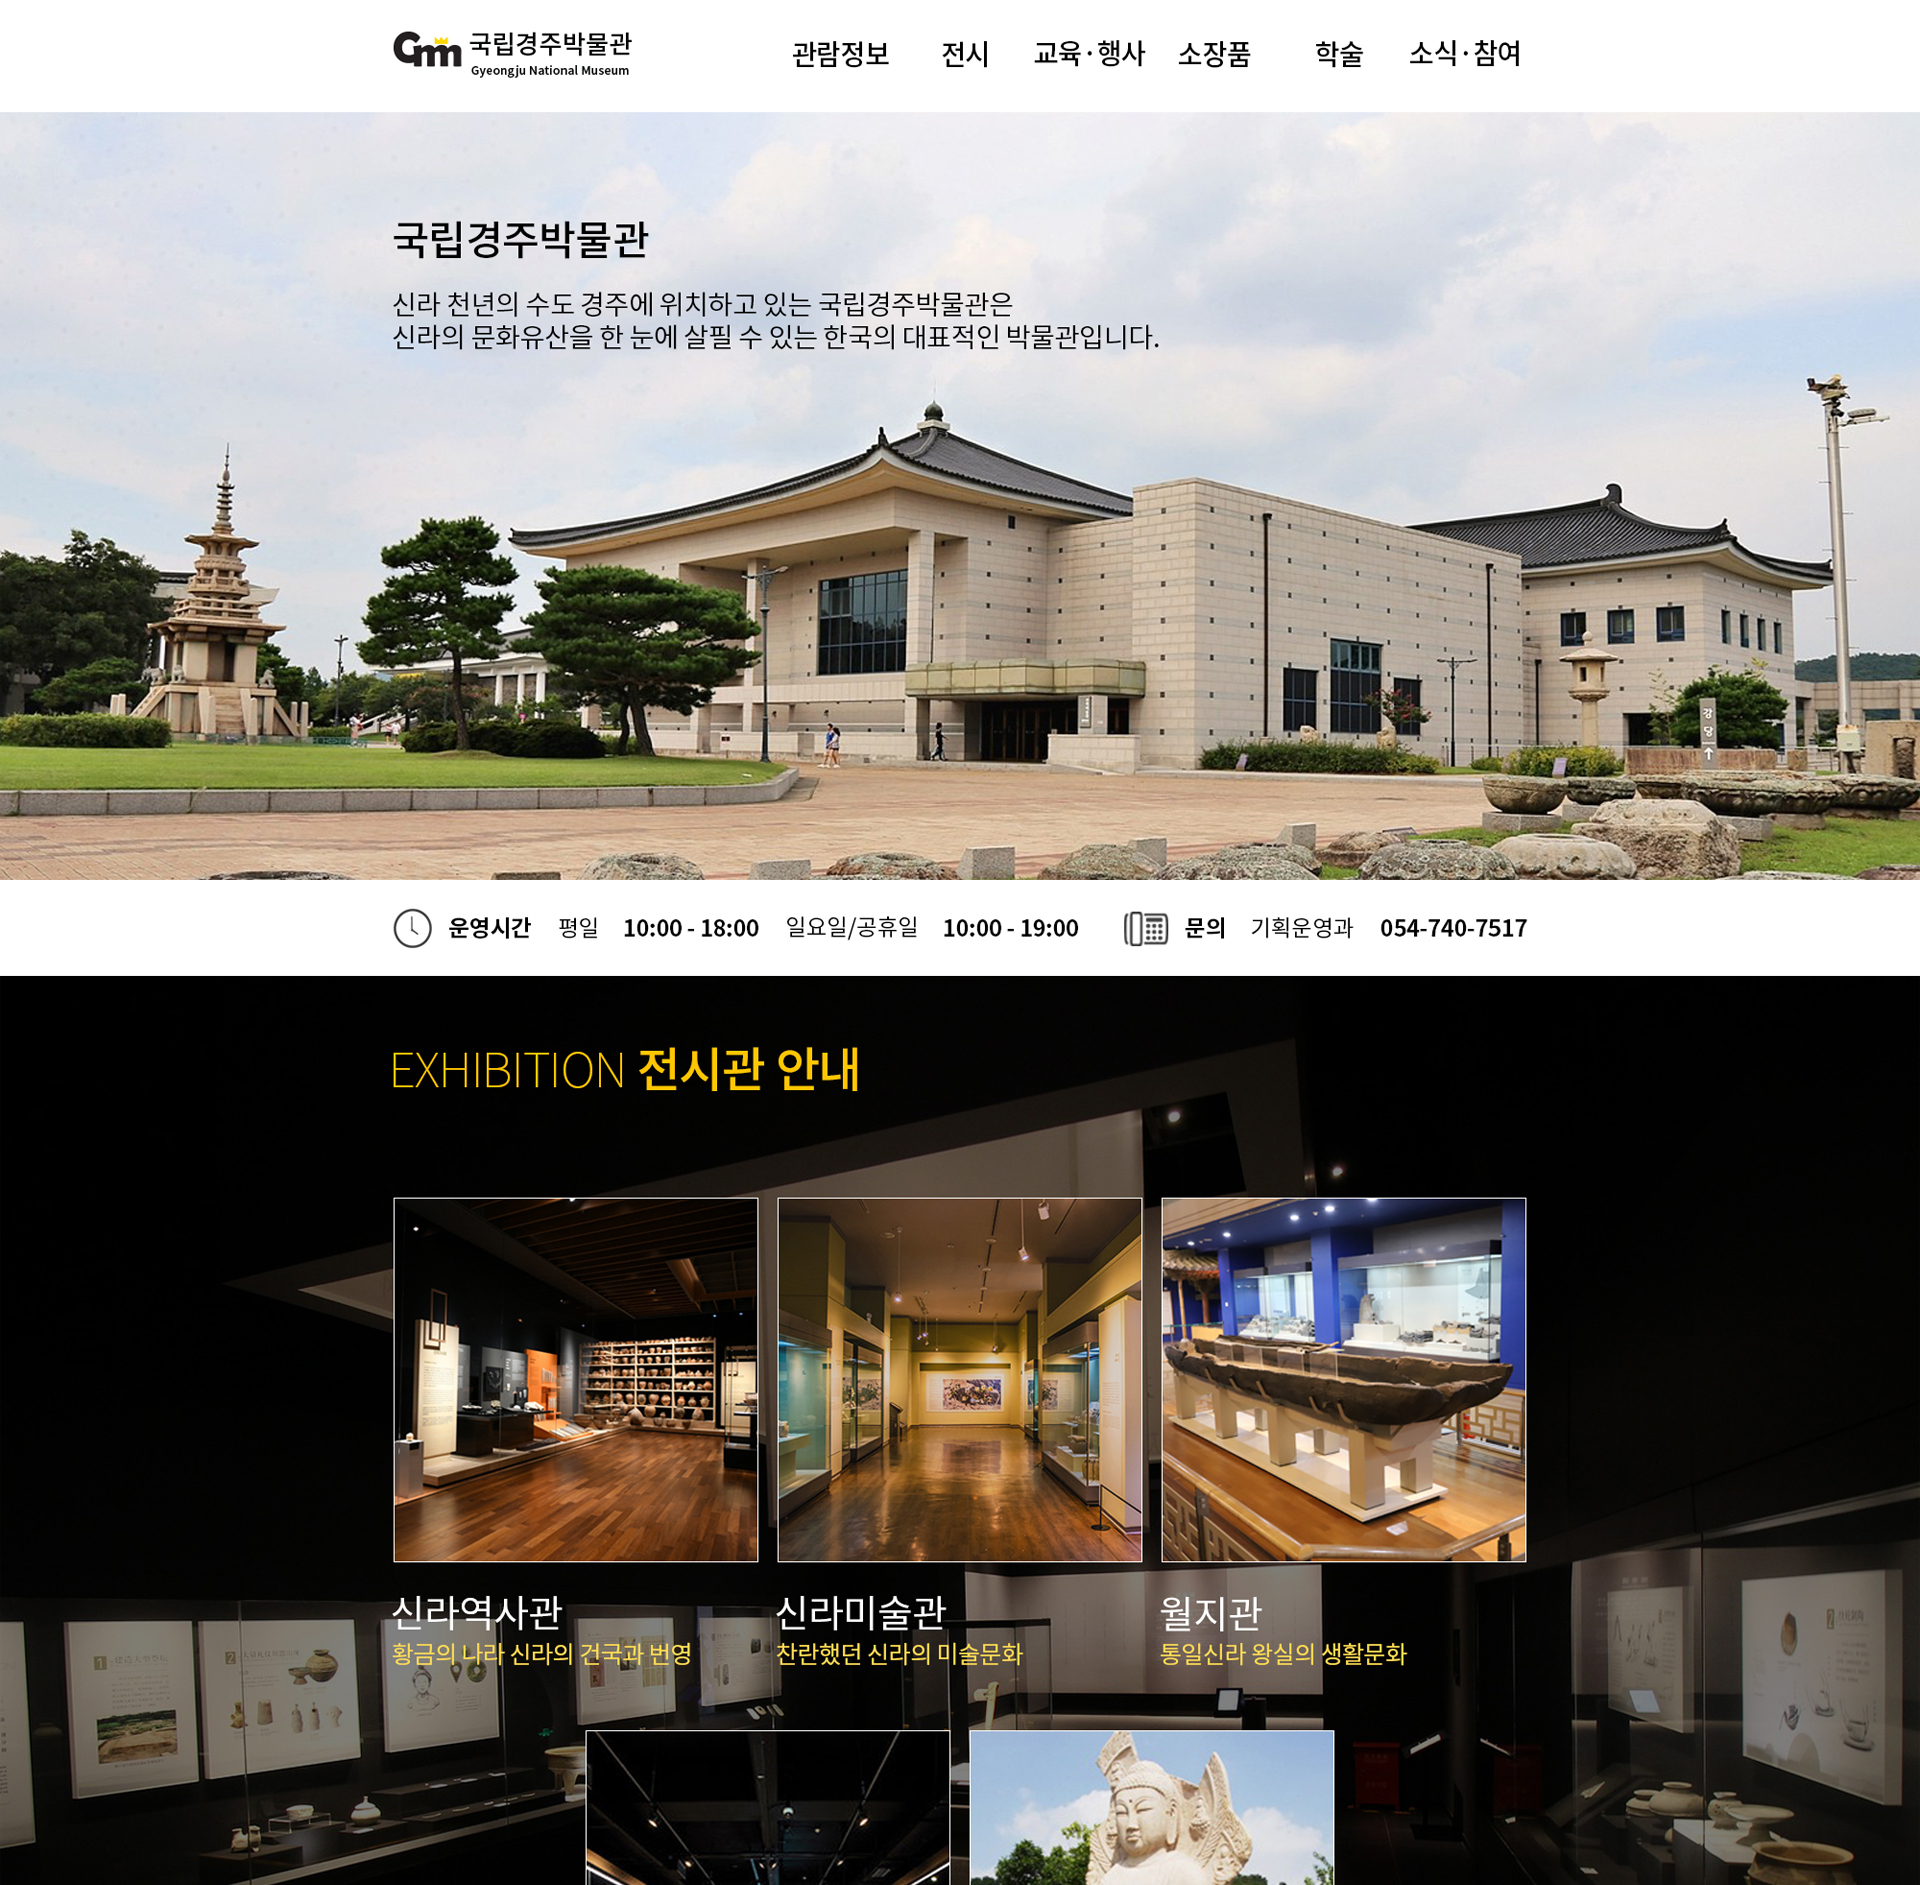 국립경주박물관
Gyeongju National Museum
관람정보 전시 교육·행사 소장품 학술 소식·참여
국립경주박물관
신라 천년의 수도 경주에 위치하고 있는 국립경주박물관은
신라의 문화유산을 한 눈에 살필 수 있는 한국의 대표적인 박물관입니다.
강당
운영시간 평일 10:00 - 18:00 일요일/공휴일 10:00 - 19:00 문의 기획운영과 054-740-7517
EXHIBITION 전시관 안내
신라역사관 신라미술관 월지관
황금의 나라 신라의 건국과 번영 찬란했던 신라의 미술문화 통일신라 왕실의 생활문화
1
2
2